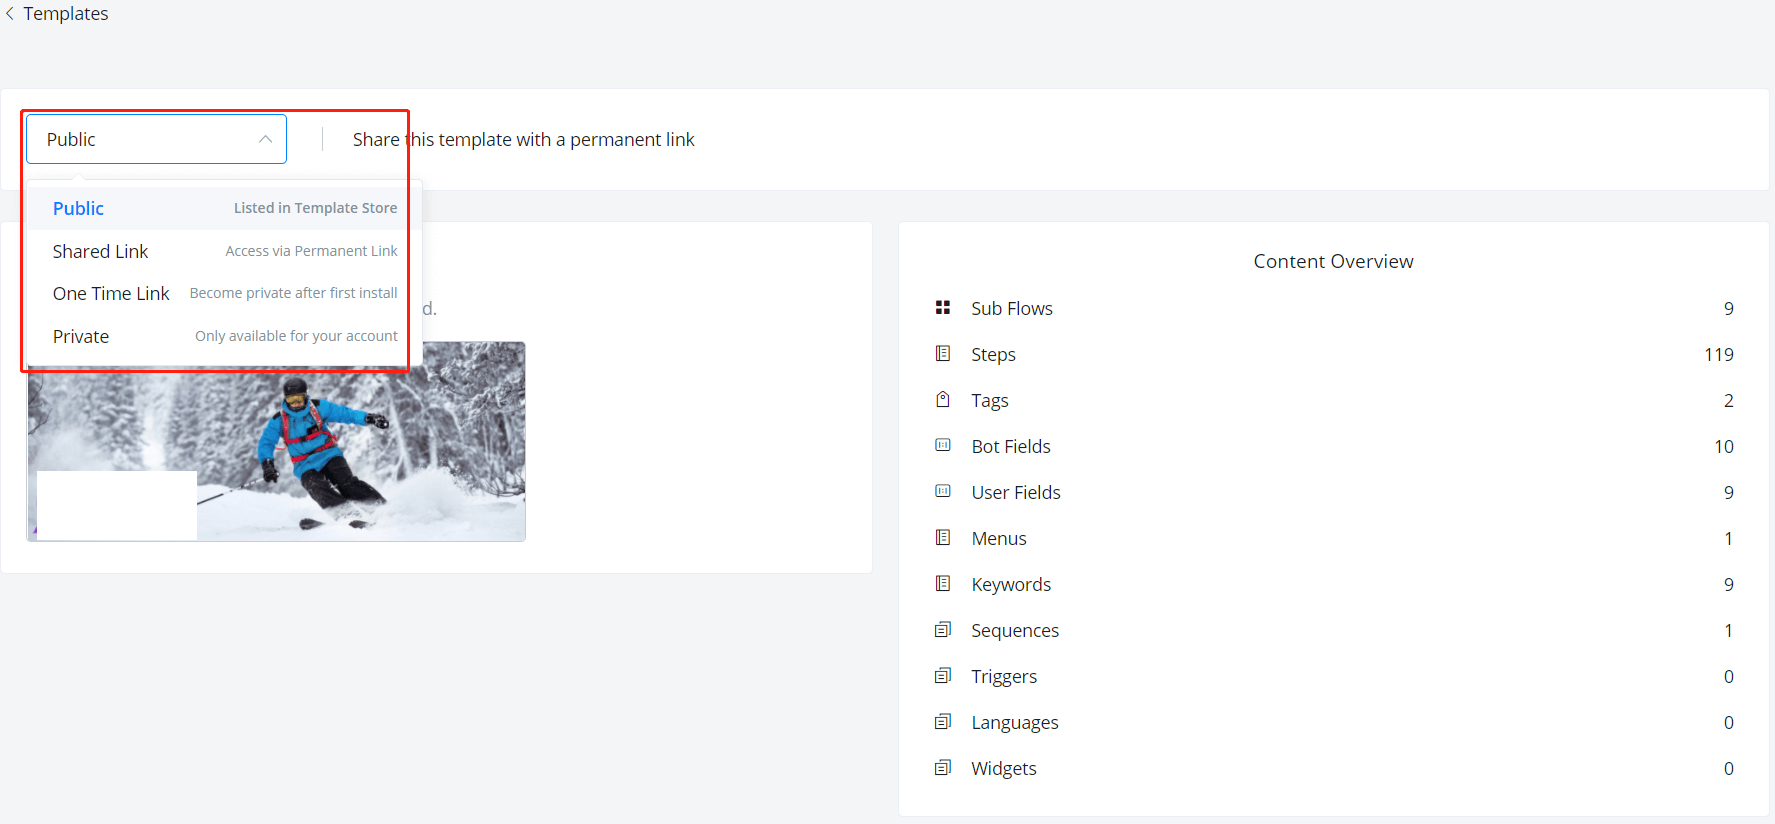 Templates
Public
Share this template with a permanent link
Public Listed in Template Store
Shared Link Access via Permanent Link
One Time Link Become private after first install
Private Only available for your account
d.
Content Overview
Sub Flows 9
Steps 119
Tags 2
Bot Fields 10
User Fields 9
Menus 1
Keywords 9
Sequences 1
Triggers 0
Languages 0
Widgets 0